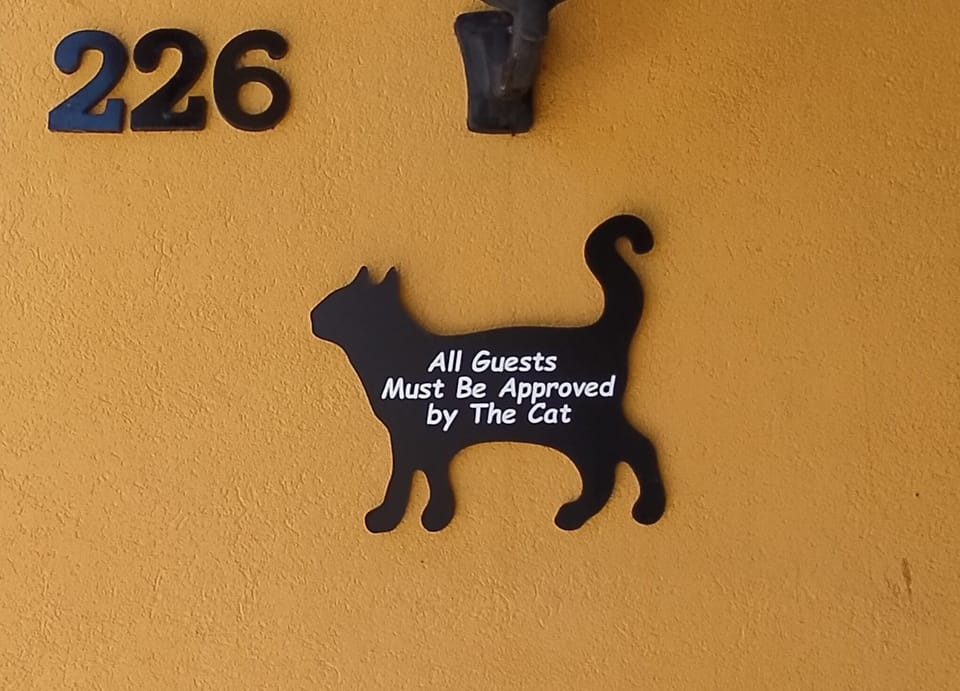 226
All Guests
Must Be Approved
by The Cat